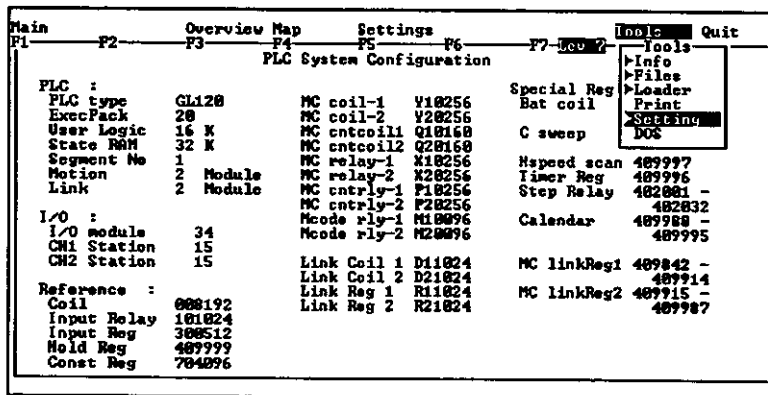 Main Overview Map Settings Tools Quit
F1 F2 F3 F4 F5 F6 F7 Lev ? Tools
PLC System Configuration ▶Info
▶Files
PLC : Special Reg ▶Loader
PLC type GL120 MC coil-1 Y10256 Bat coil Print
ExecPack 20 MC coil-2 Y20256 ▶Setting
User Logic 16 K MC cntcoil1 Q10160 C sweep DOS
State RAM 32 K MC cntcoil2 Q20160
Segment No 1 MC relay-1 X10256 Hspeed scan 409997
Motion 2 Module MC relay-2 X20256 Timer Reg 409996
Link 2 Module MC cntrly-1 P10256 Step Relay 402001 -
MC cntrly-2 P20256 402032
I/O : Mcode rly-1 M10096 Calendar 409988 -
I/O module 34 Mcode rly-2 M20096 409995
CH1 Station 15
CH2 Station 15 Link Coil 1 D11024 MC linkReg1 409842 -
Link Coil 2 D21024 409914
Reference : Link Reg 1 R11024 MC linkReg2 409915 -
Coil 008192 Link Reg 2 R21024 409987
Input Relay 101024
Input Reg 300512
Hold Reg 409999
Const Reg 704096